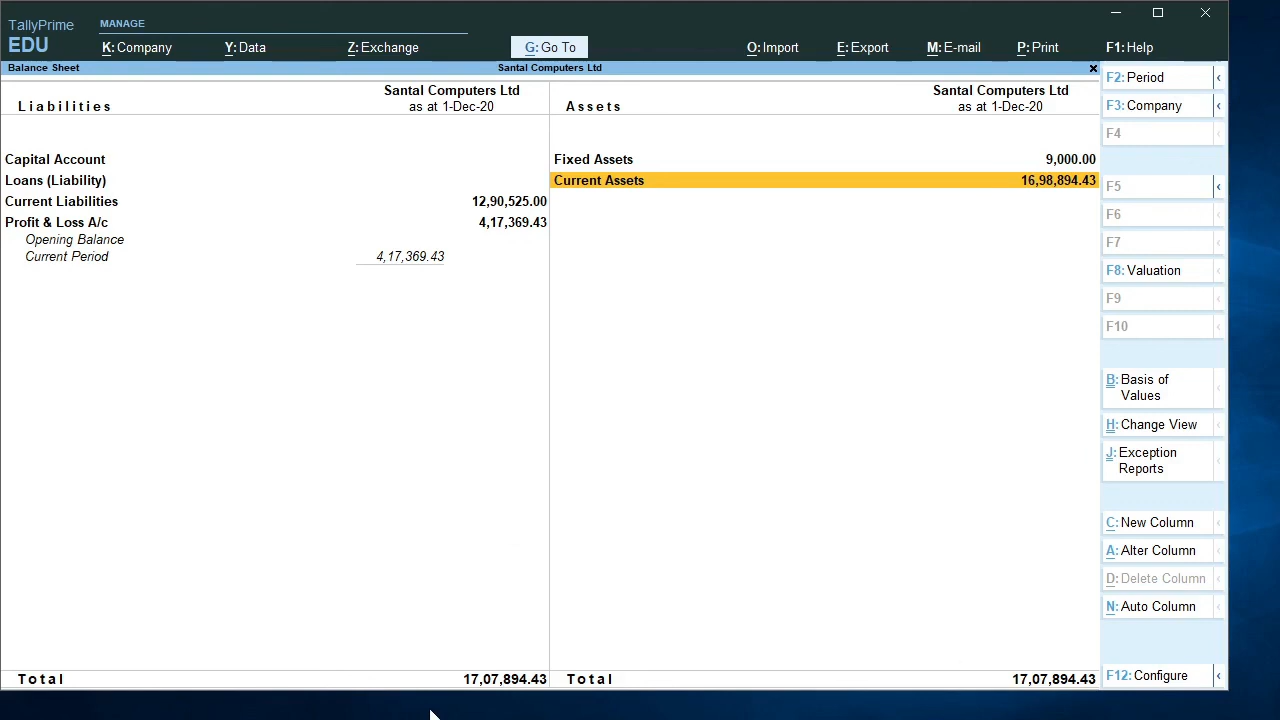 TallyPrime
EDU
MANAGE
K: Company
Y: Data
Z: Exchange
G: Go To
O: Import
E: Export
M: E-mail
P: Print
F1: Help
Balance Sheet
Santal Computers Ltd
x
Liabilities
Santal Computers Ltd
as at 1-Dec-20
Assets
Santal Computers Ltd
as at 1-Dec-20
Capital Account
Loans (Liability)
Current Liabilities 12,90,525.00
Profit & Loss A/c 4,17,369.43
Opening Balance
Current Period 4,17,369.43
Fixed Assets 9,000.00
Current Assets 16,98,894.43
Total 17,07,894.43
Total 17,07,894.43
F2: Period
F3: Company
F4
F5
F6
F7
F8: Valuation
F9
F10
B: Basis of
Values
H: Change View
J: Exception
Reports
C: New Column
A: Alter Column
D: Delete Column
N: Auto Column
F12: Configure